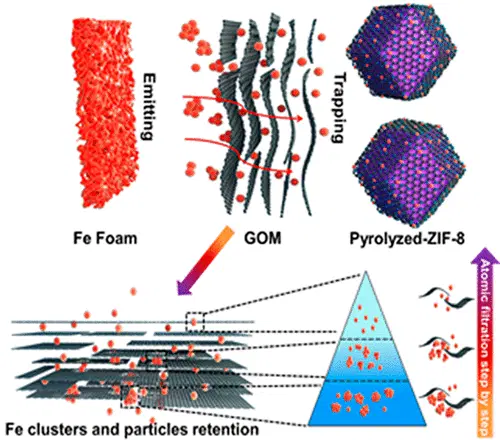 Emitting
Trapping
Fe Foam
GOM
Pyrolyzed-ZIF-8
Atomic filtration step by step
Fe clusters and particles retention